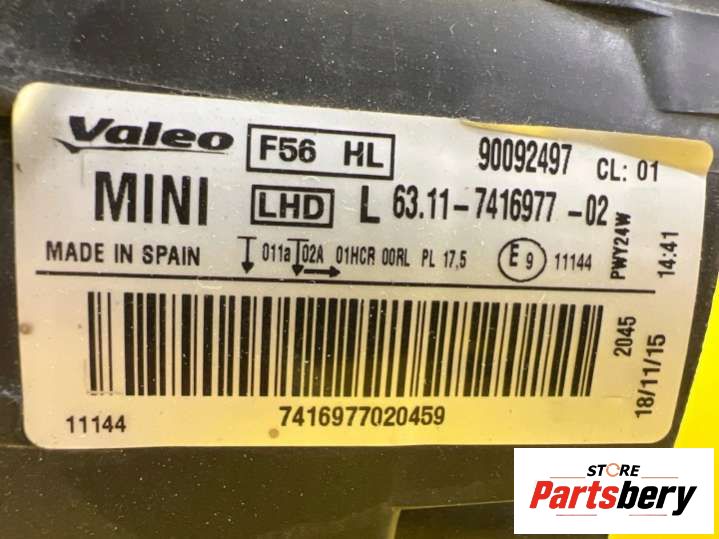 Valeo F56 HL 90092497 CL: 01
MINI LHD L 63.11-7416977-02
MADE IN SPAIN 011a 02A 01HCR 00RL PL 17,5 E9 11144
PWY24W
14:41
2045
18/11/15
11144 7416977020459
STORE
Partsbery